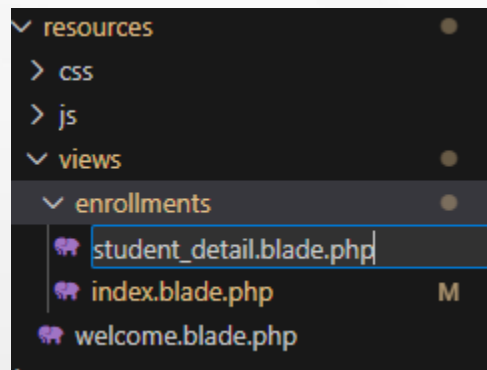 resources
css
js
views
enrollments
student_detail.blade.php
index.blade.php M
welcome.blade.php